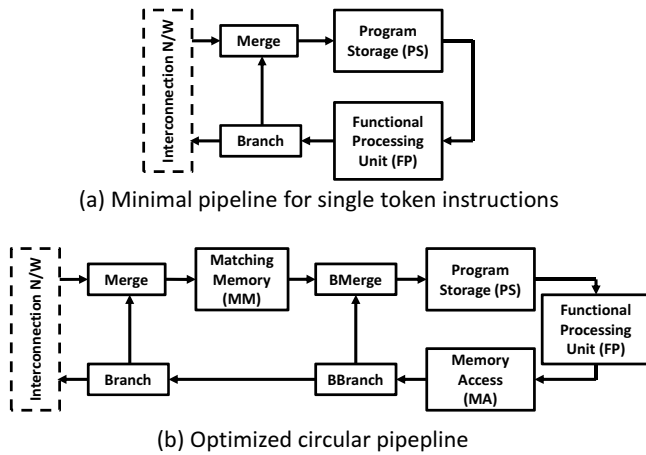 Interconnection N/W
Merge
Program
Storage (PS)
Branch
Functional
Processing
Unit (FP)
(a) Minimal pipeline for single token instructions
Interconnection N/W
Merge
Matching
Memory
(MM)
BMerge
Program
Storage (PS)
Functional
Processing
Unit (FP)
Branch
BBranch
Memory
Access
(MA)
(b) Optimized circular pipepline